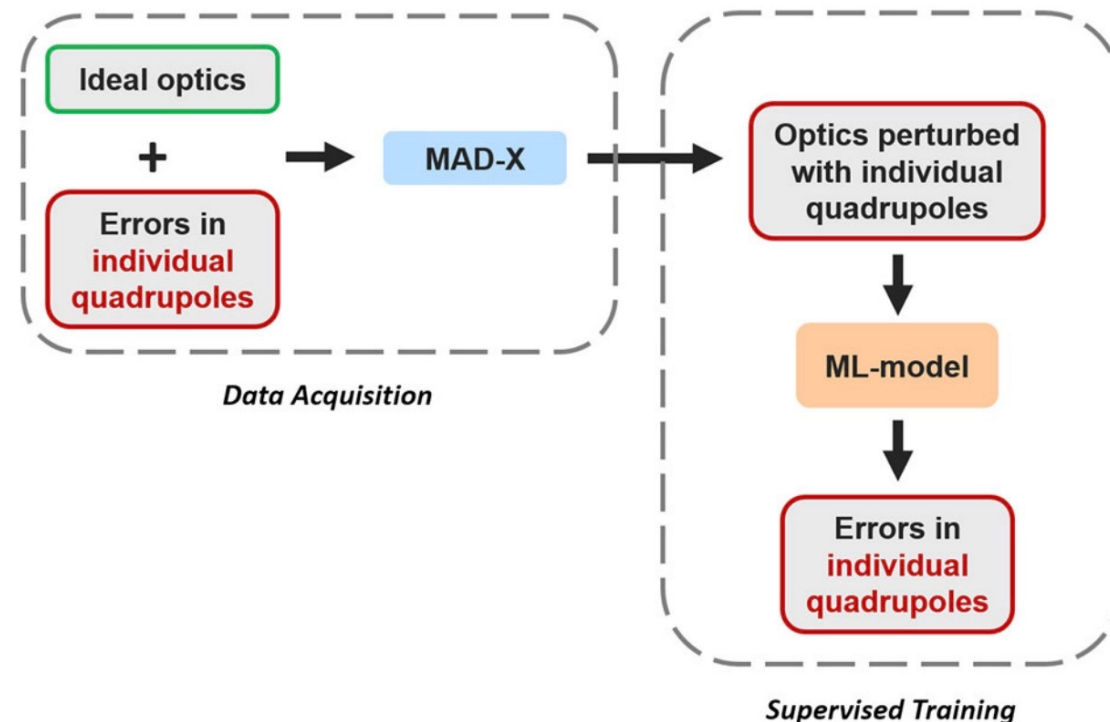 Ideal optics
+
Errors in
individual
quadrupoles
MAD-X
Data Acquisition
Optics perturbed
with individual
quadrupoles
ML-model
Errors in
individual
quadrupoles
Supervised Training